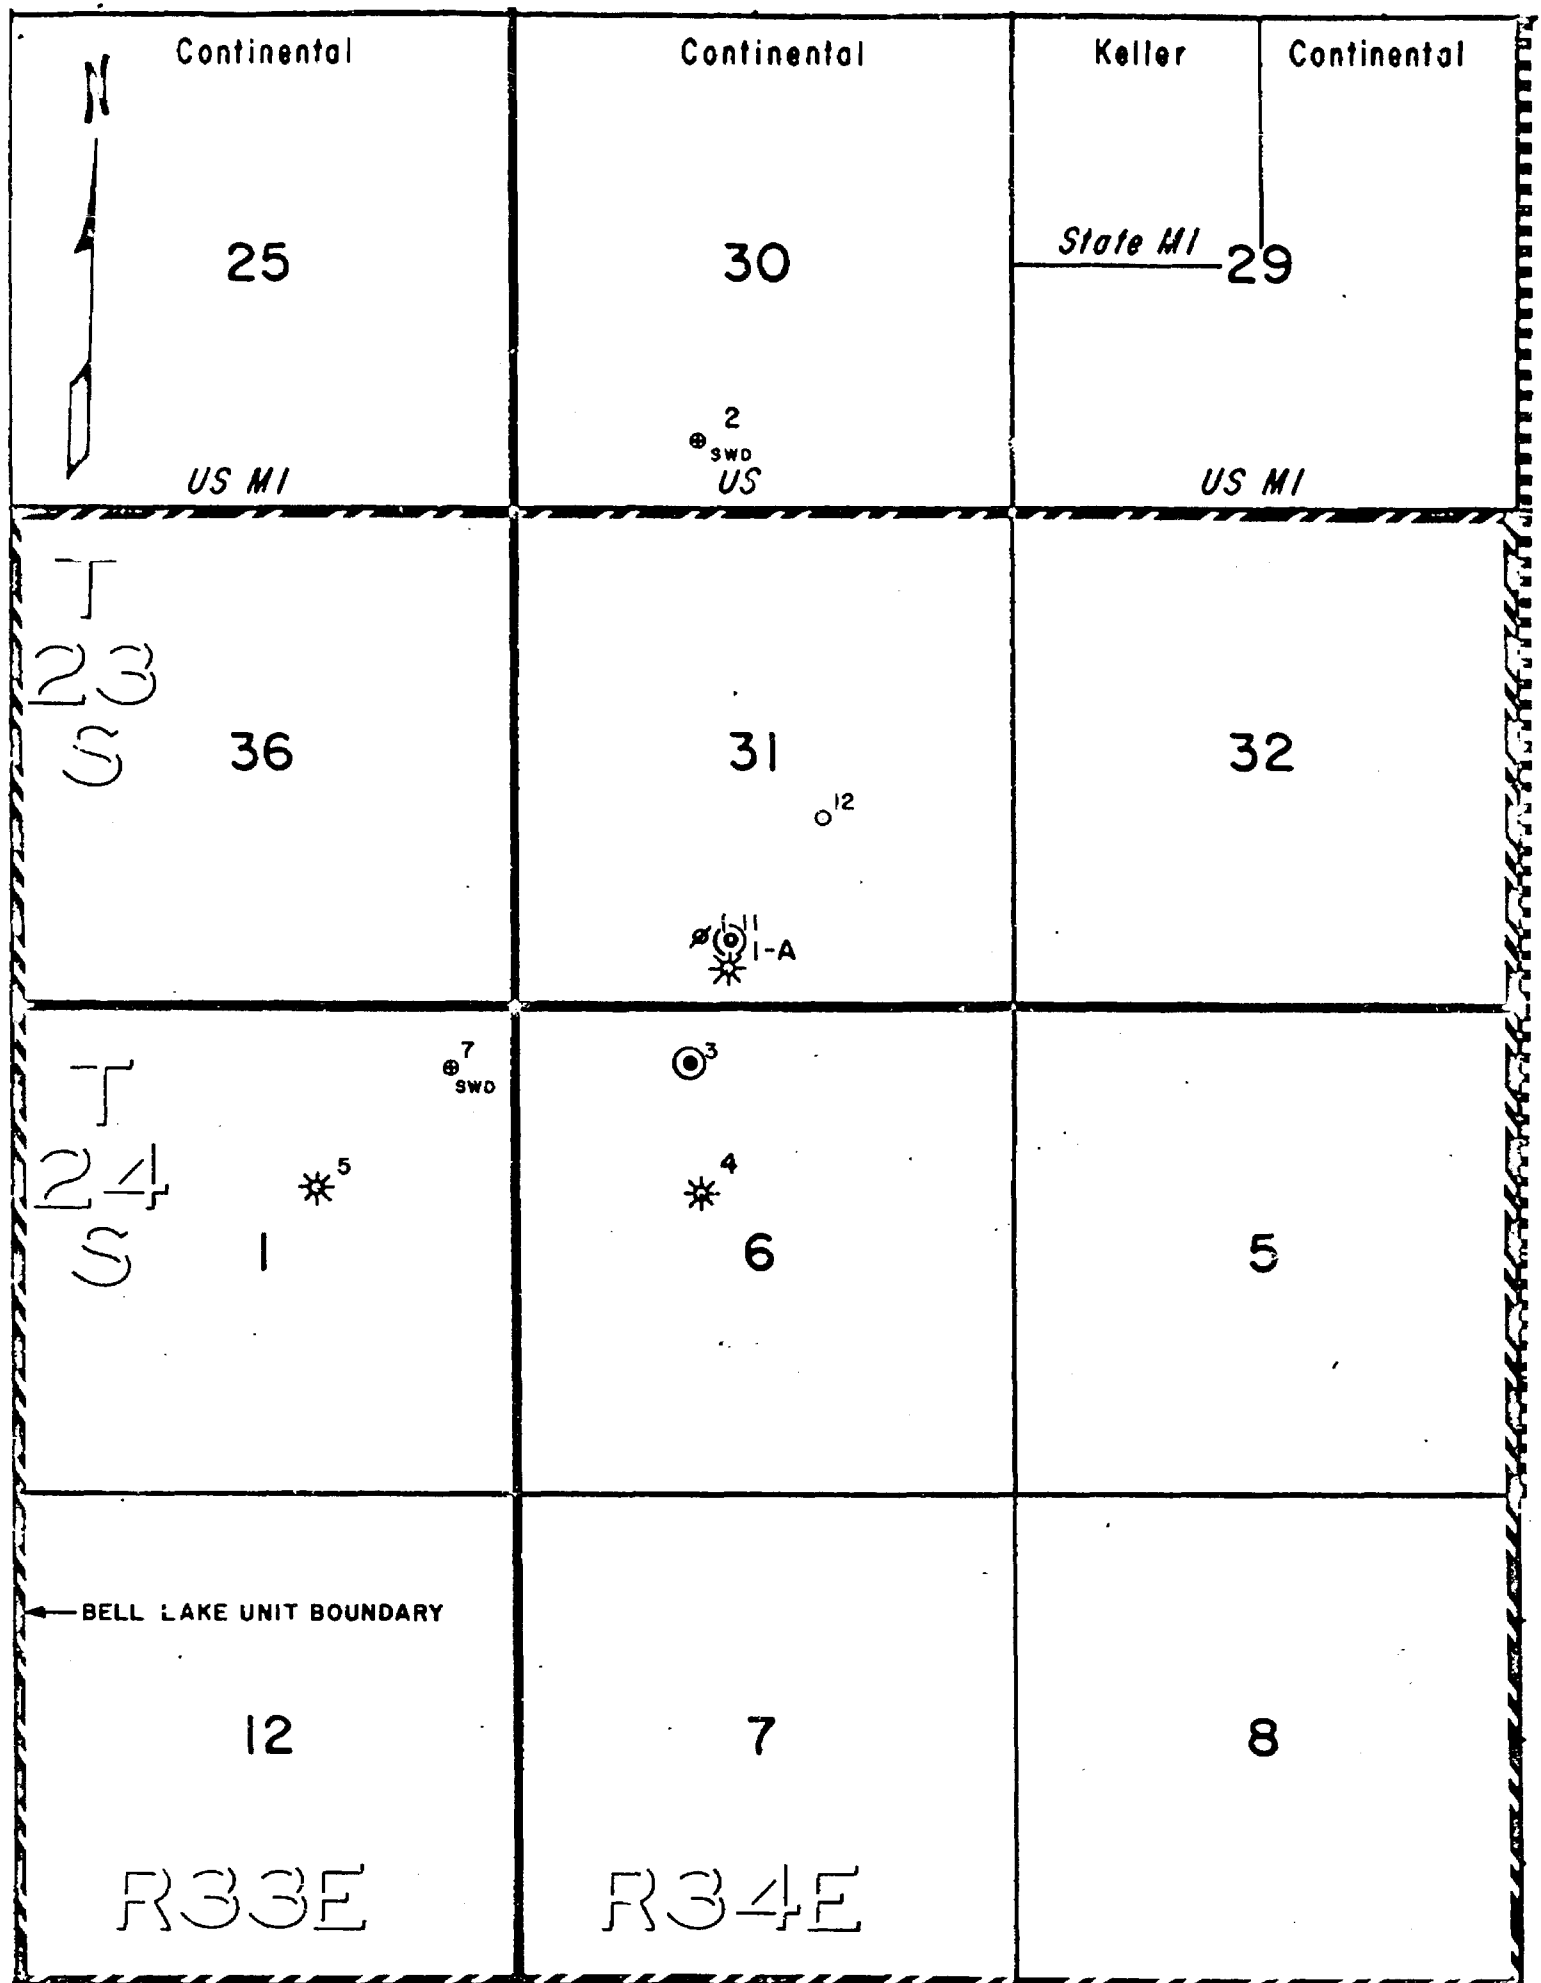 Continental
Continental
Keller
Continental
N
25
30
State MI
29
2
SWD
US MI
US
US MI
T
23
S
36
31
32
12
11
1-A
T
24
S
7
SWD
3
5
4
1
6
5
BELL LAKE UNIT BOUNDARY
12
7
8
R33E
R34E